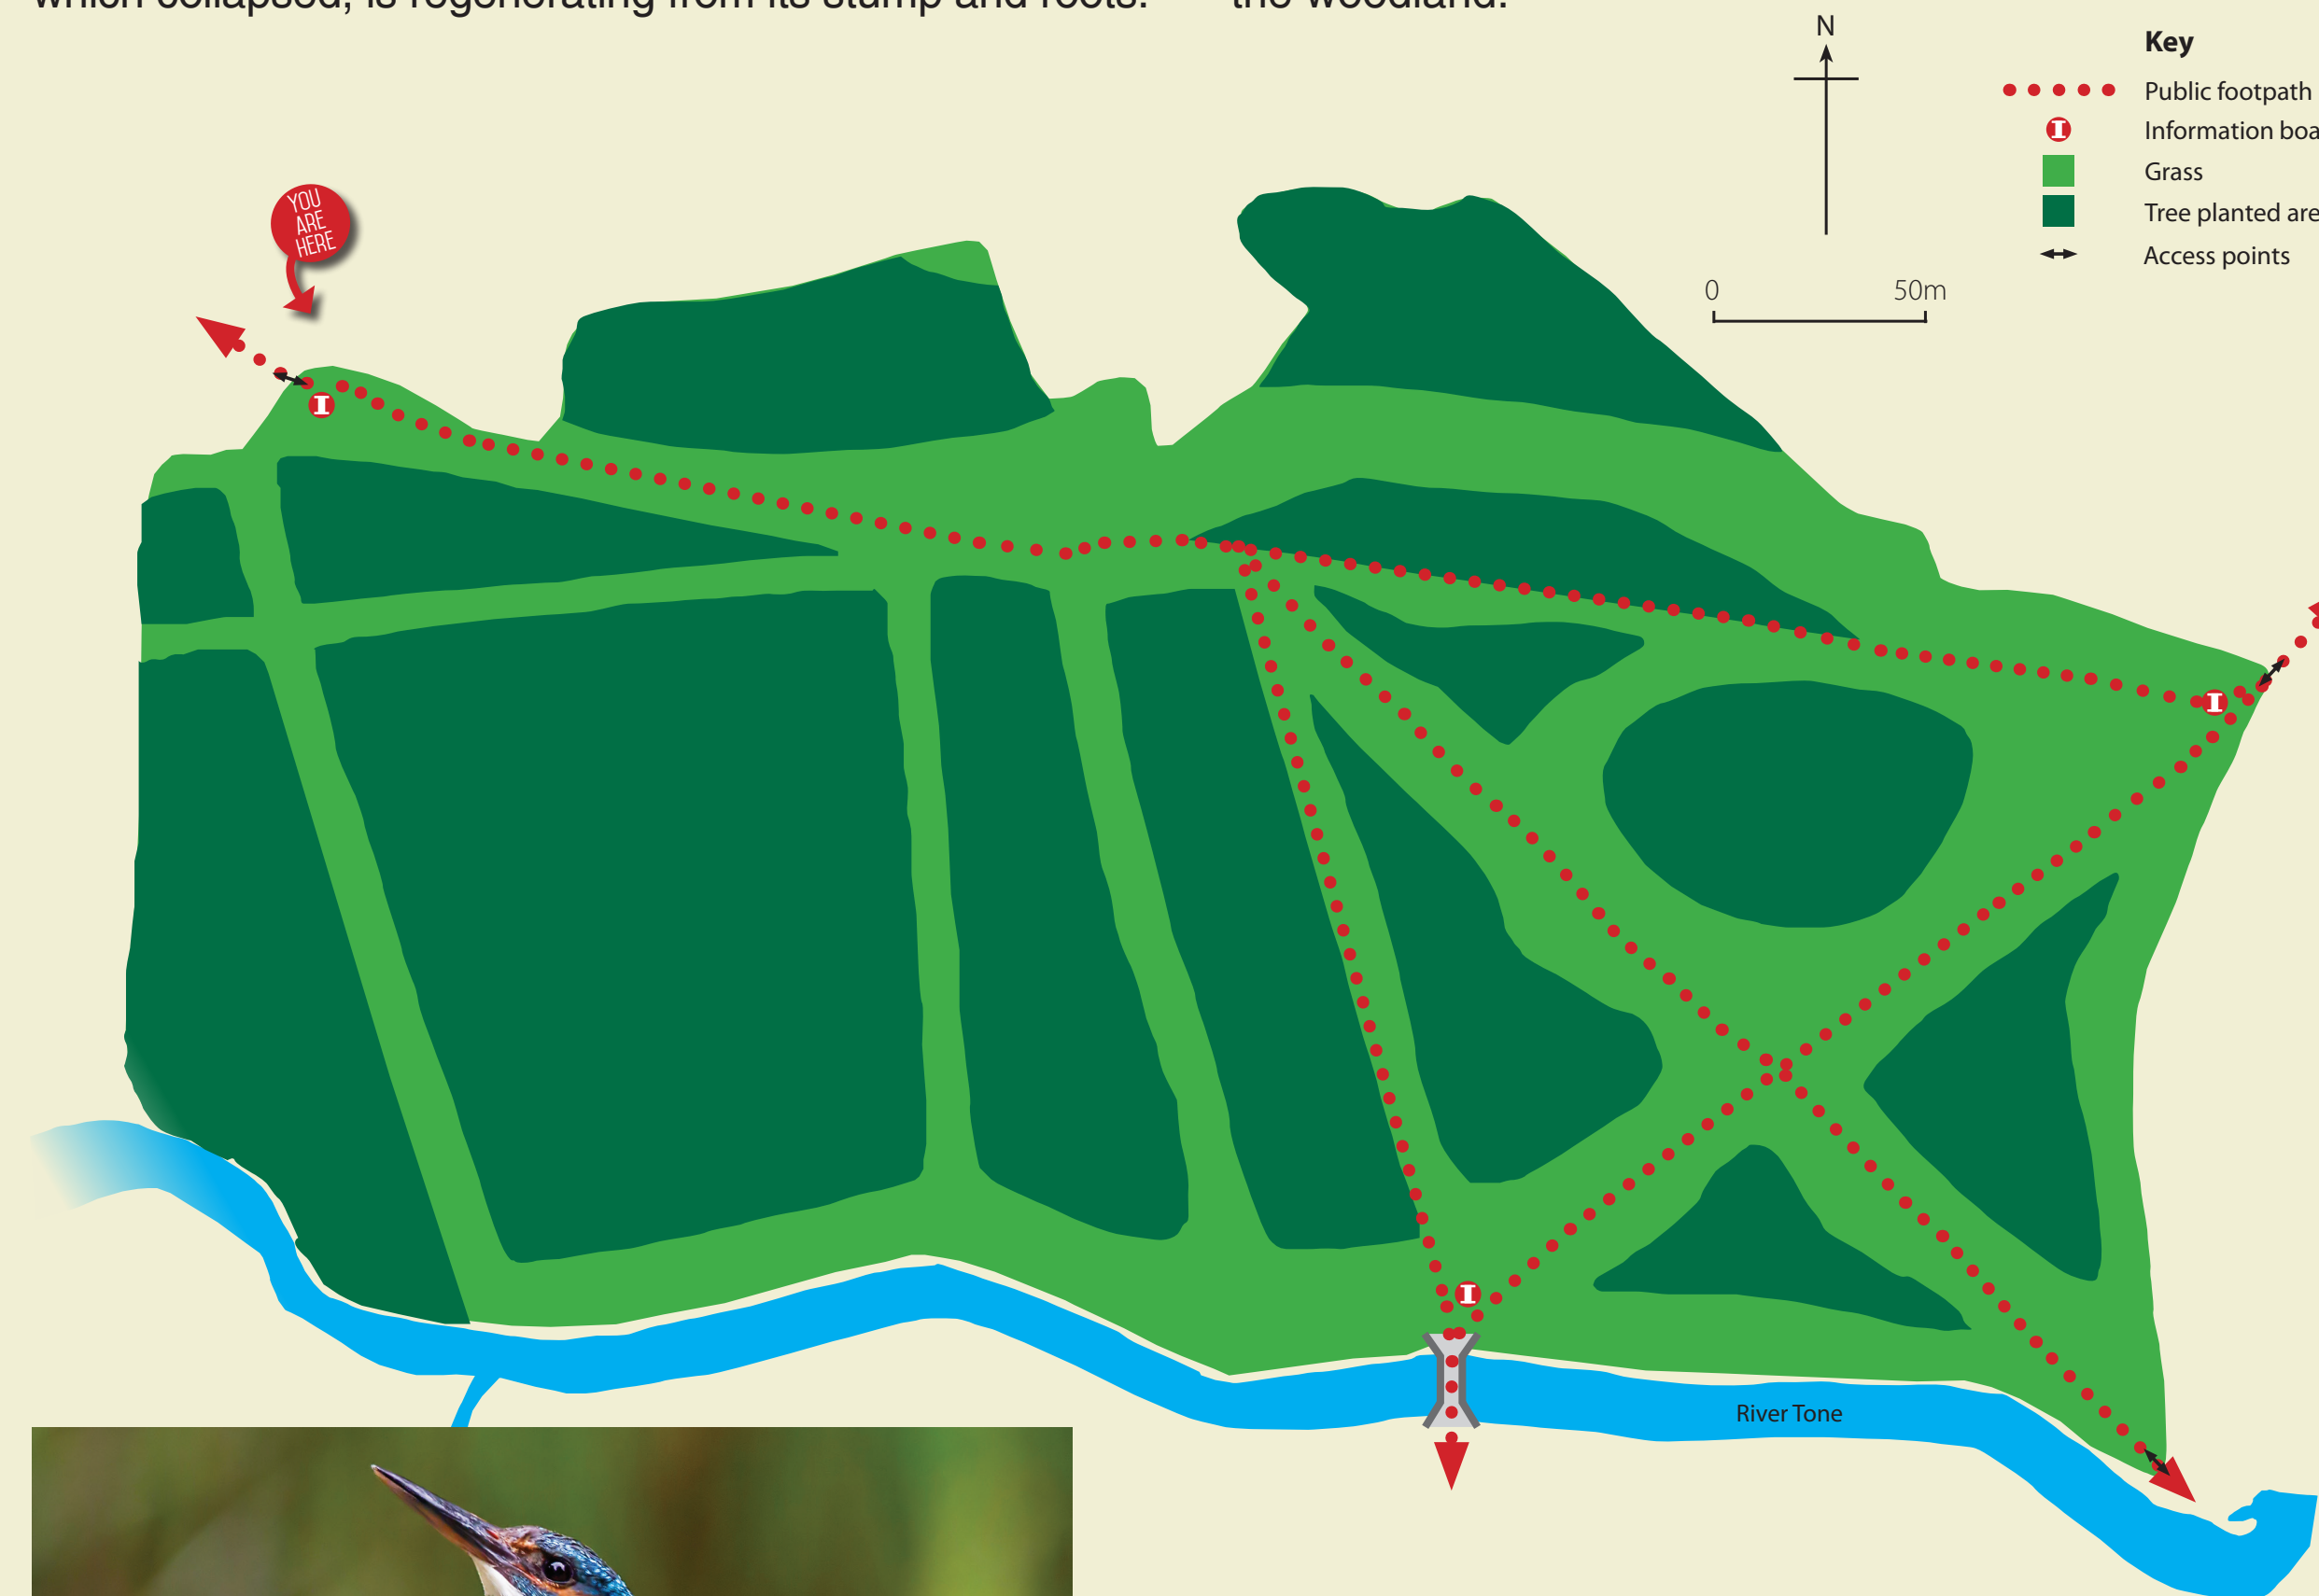 which collapsed, is regenerating from its stump and roots.
the woodland.
N
Key
Public footpath
Information boa
Grass
Tree planted are
Access points
0 50m
YOU
ARE
HERE
I
I
I
I
River Tone